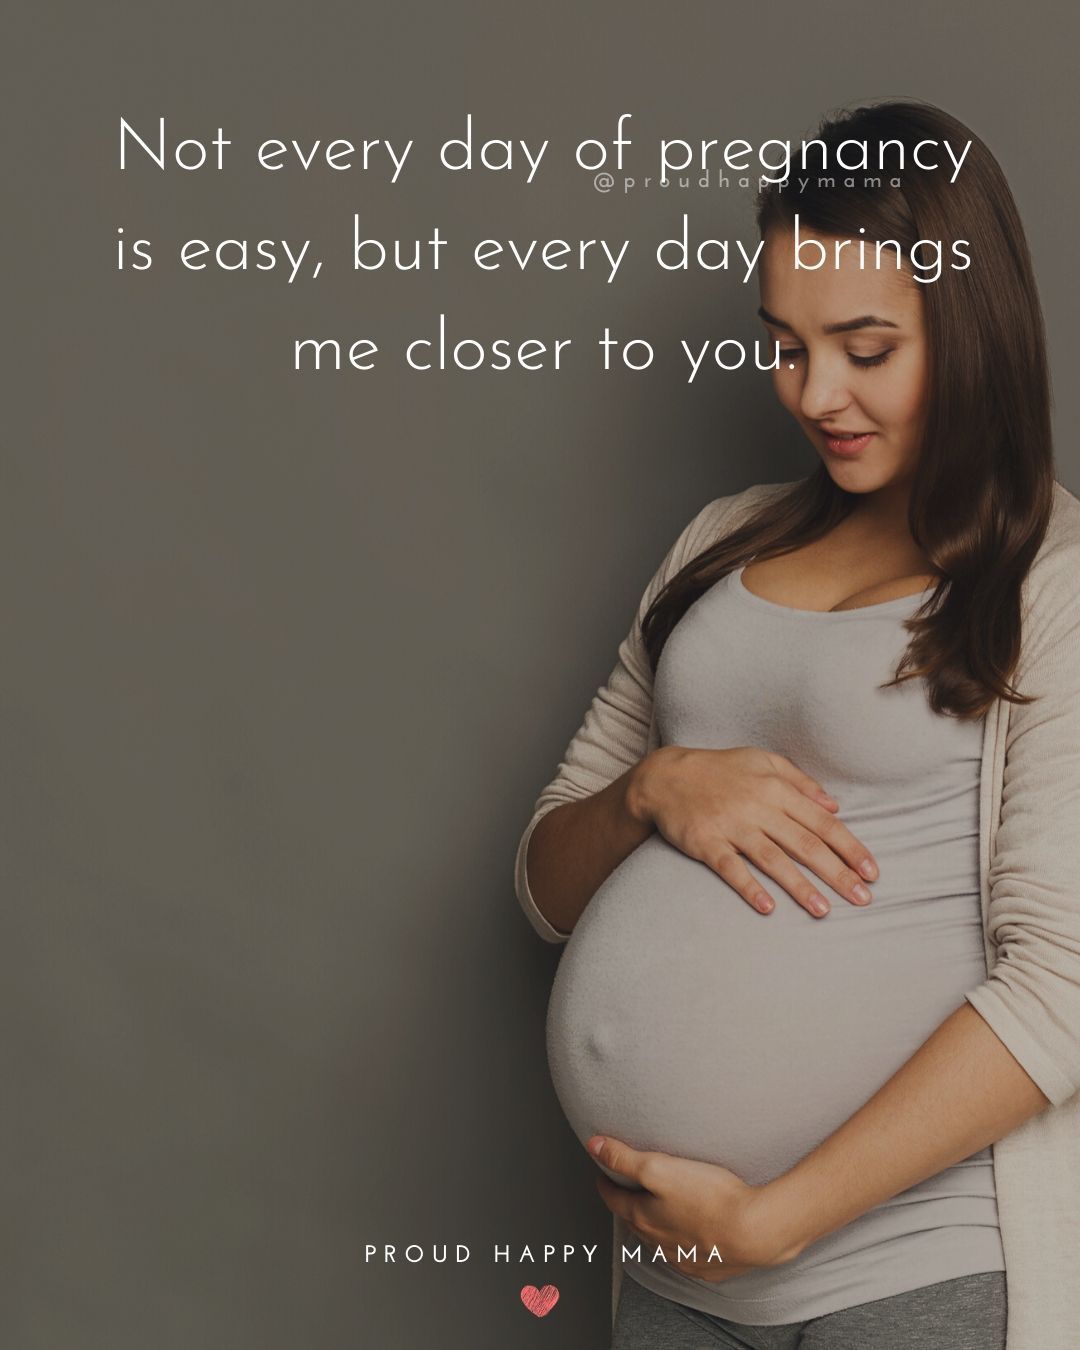 Not every day of pregnancy
@proudhappymama
is easy, but every day brings
me closer to you.
PROUD HAPPY MAMA